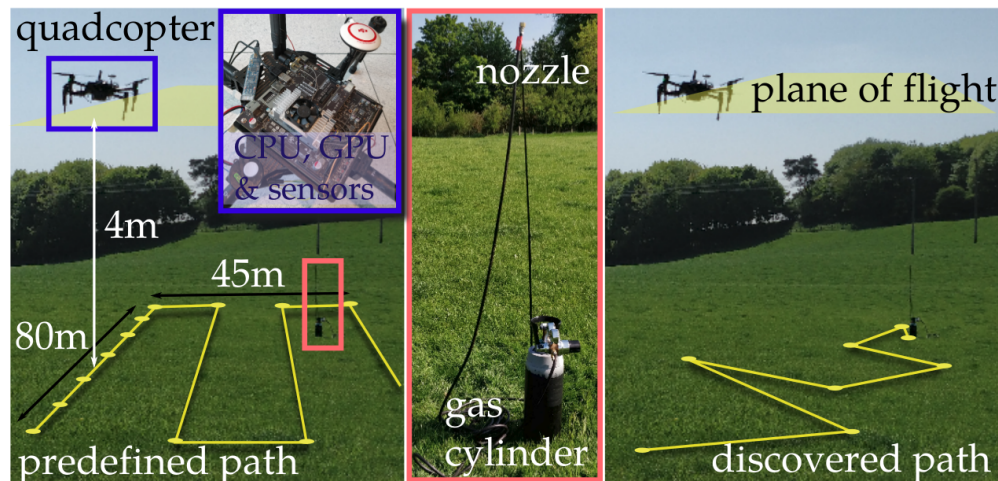 quadcopter
CPU, GPU
& sensors
4m
45m
80m
predefined path
nozzle
gas
cylinder
plane of flight
discovered path